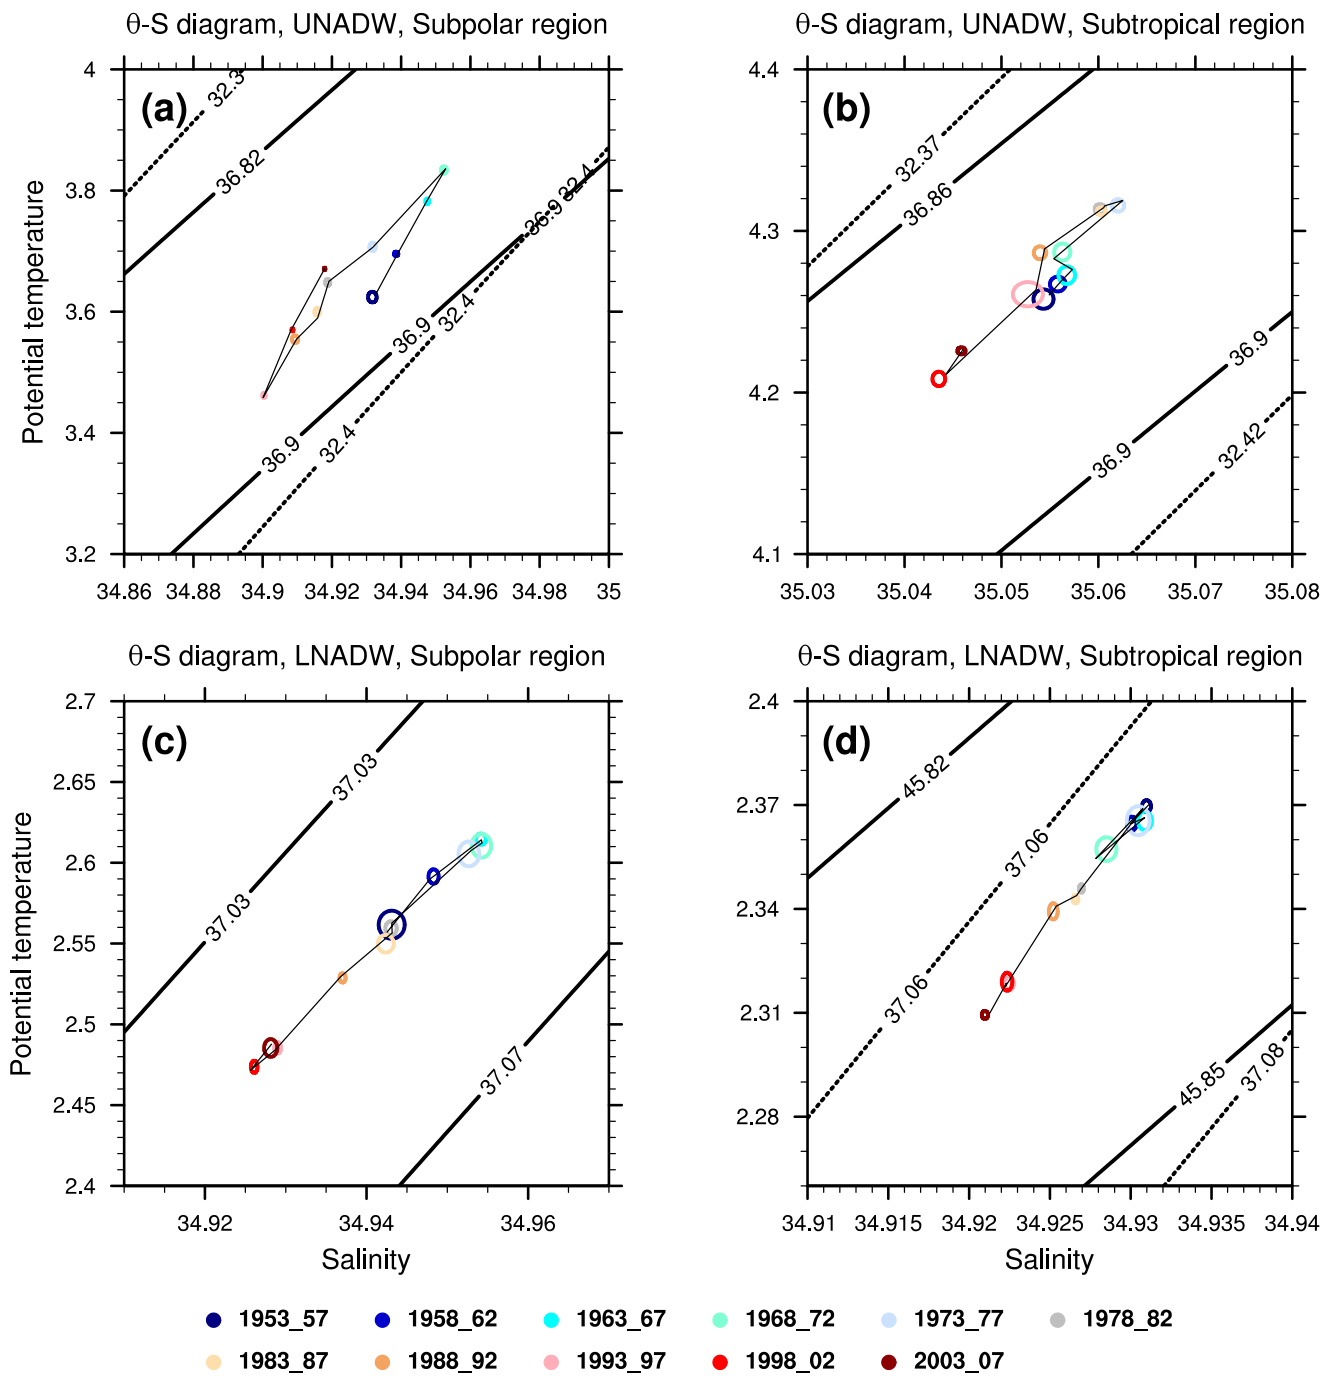 θ-S diagram, UNADW, Subpolar region
θ-S diagram, UNADW, Subtropical region
(a)
(b)
Potential temperature
4
3.8
3.6
3.4
3.2
34.86 34.88 34.9 34.92 34.94 34.96 34.98 35
32.3
36.82
36.9
32.4
36.9
32.4
36.9
32.4
4.4
4.3
4.2
4.1
35.03 35.04 35.05 35.06 35.07 35.08
32.37
36.86
36.9
32.42
θ-S diagram, LNADW, Subpolar region
θ-S diagram, LNADW, Subtropical region
(c)
(d)
Potential temperature
2.7
2.65
2.6
2.55
2.5
2.45
2.4
34.92 34.94 34.96
Salinity
37.03
37.03
37.07
2.4
2.37
2.34
2.31
2.28
34.91 34.915 34.92 34.925 34.93 34.935 34.94
Salinity
45.82
37.06
37.06
45.85
37.08
1953_57 1958_62 1963_67 1968_72 1973_77 1978_82
1983_87 1988_92 1993_97 1998_02 2003_07